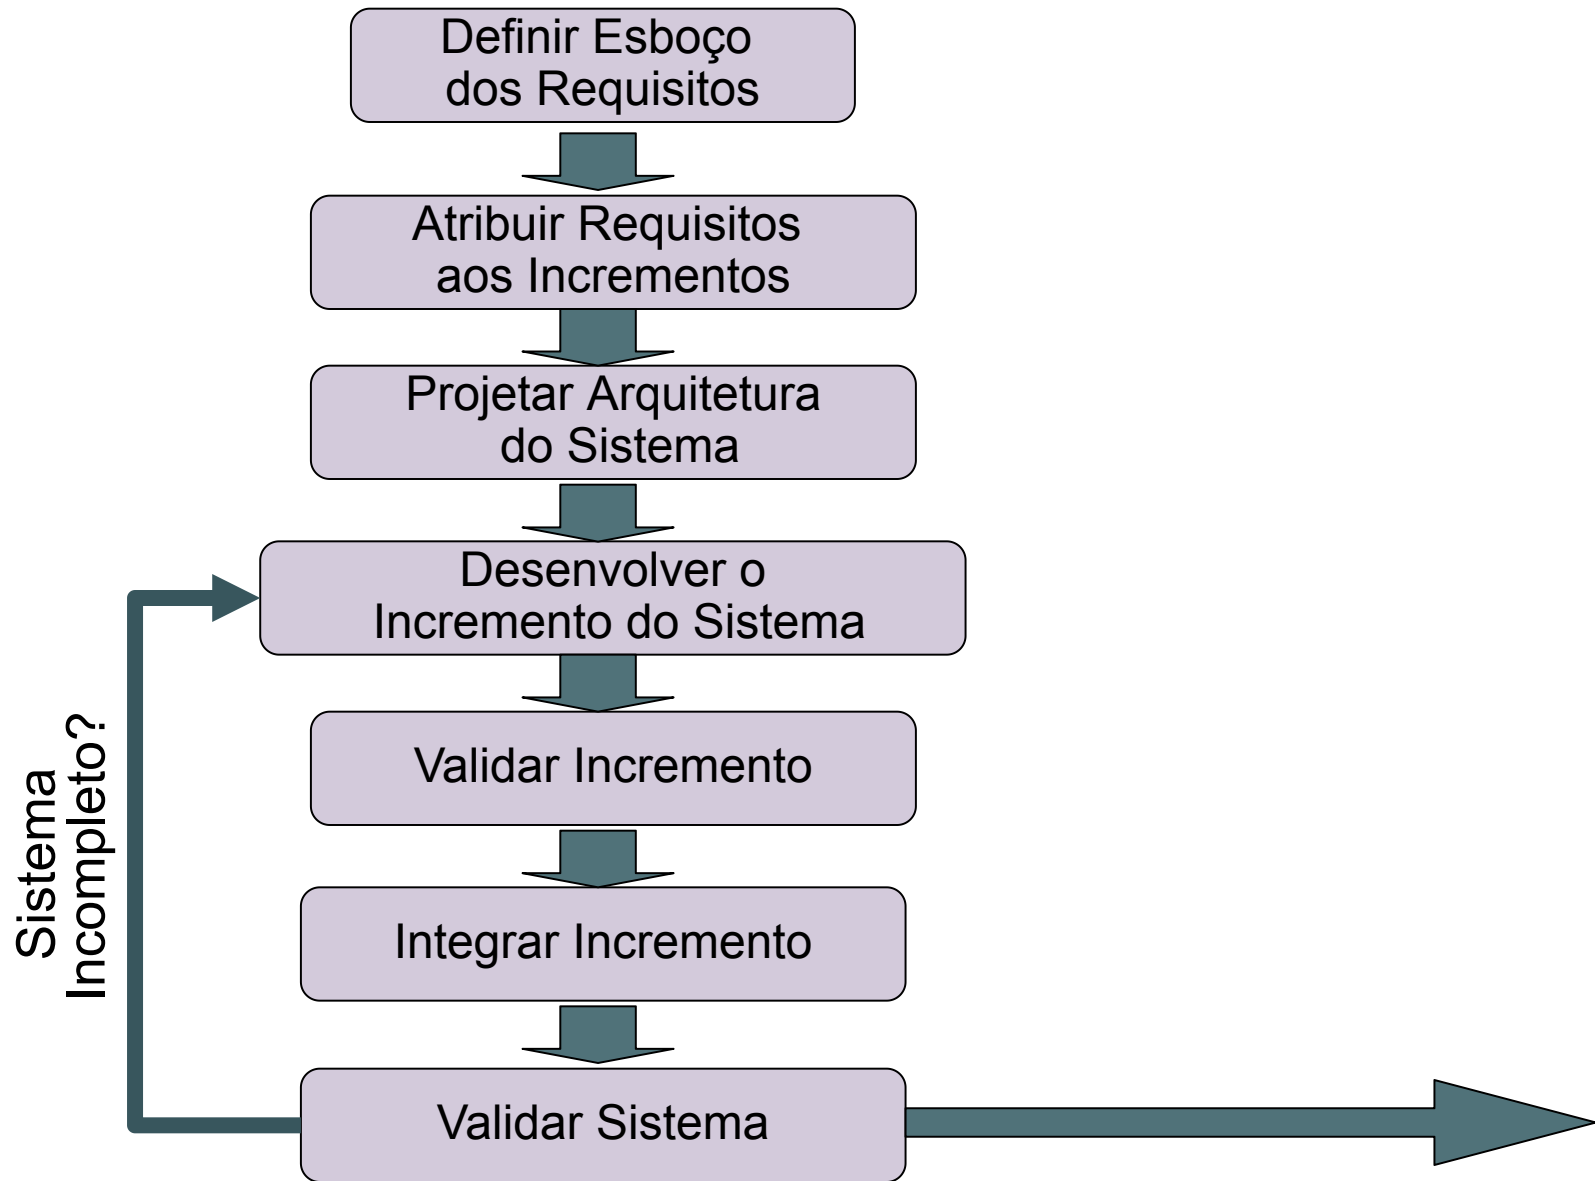 Definir Esboço
dos Requisitos
Atribuir Requisitos
aos Incrementos
Projetar Arquitetura
do Sistema
Desenvolver o
Incremento do Sistema
Validar Incremento
Integrar Incremento
Validar Sistema
Sistema
Incompleto?